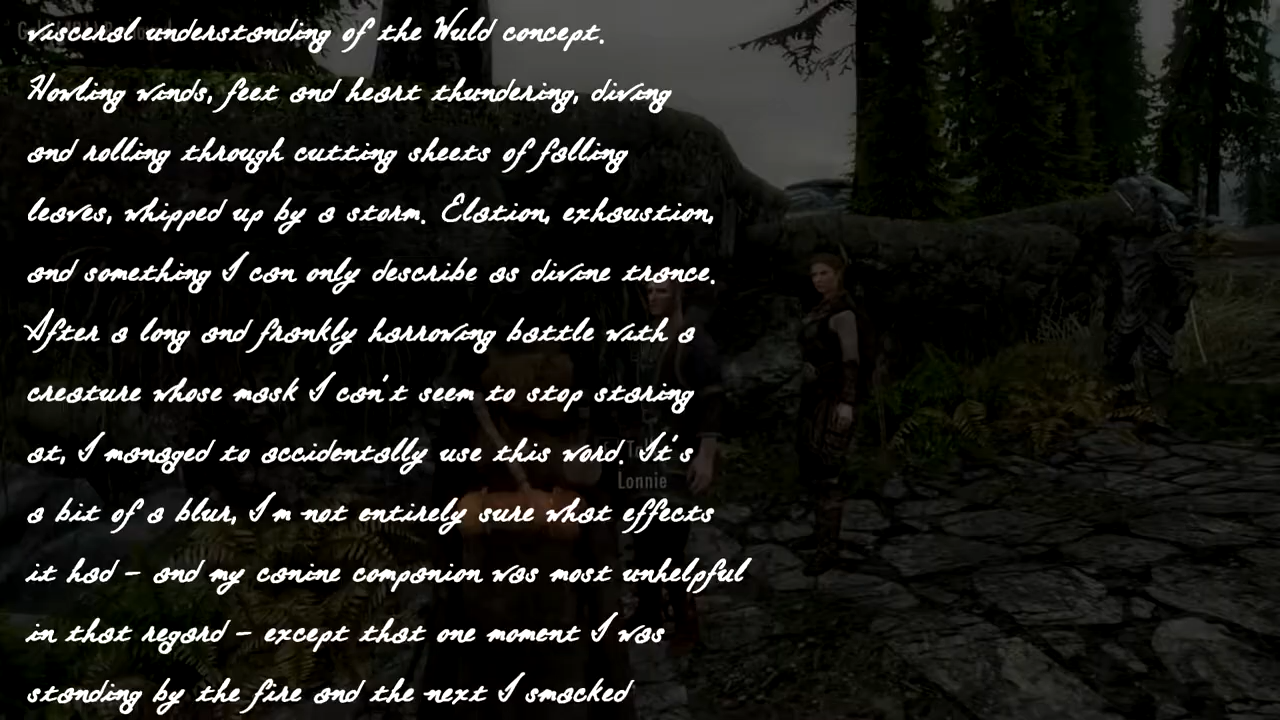 visceral understanding of the Wuld concept.
Howling winds, feet and heart thundering, diving
and rolling through cutting sheets of falling
leaves, whipped up by a storm. Elation, exhaustion,
and something I can only describe as divine trance.
After a long and frankly harrowing battle with a
creature whose mask I can't seem to stop staring
at, I managed to accidentally use this word. It's
Lonnie
a bit of a blur, I'm not entirely sure what effects
it had – and my canine companion was most unhelpful
in that regard – except that one moment I was
standing by the fire and the next I smacked